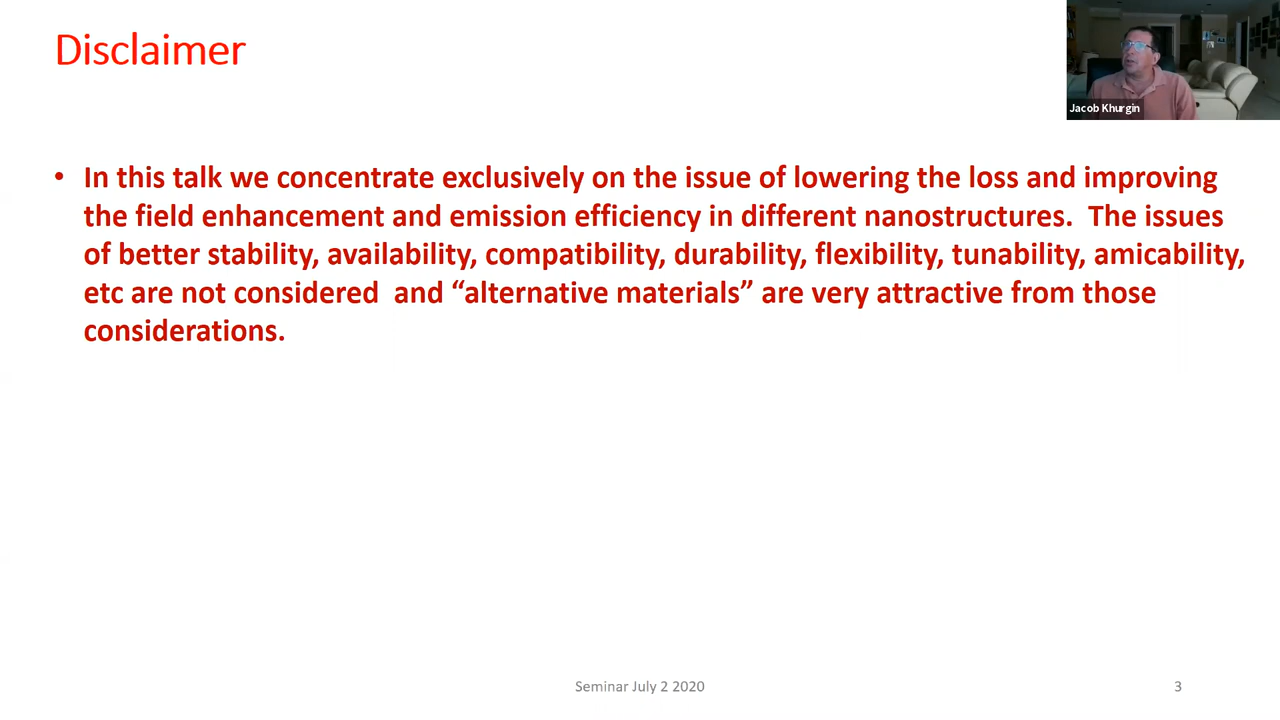 Disclaimer
Jacob Khurgin
• In this talk we concentrate exclusively on the issue of lowering the loss and improving
the field enhancement and emission efficiency in different nanostructures.  The issues
of better stability, availability, compatibility, durability, flexibility, tunability, amicability,
etc are not considered  and “alternative materials” are very attractive from those
considerations.
Seminar July 2 2020
3